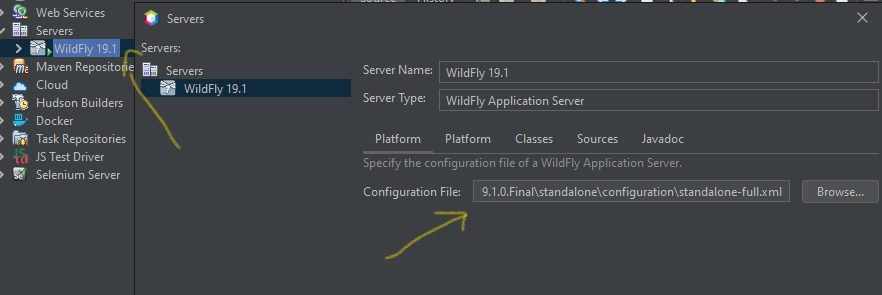 Source
History
Web Services
Servers
WildFly 19.1
Maven Repositorie
Cloud
Hudson Builders
Docker
Task Repositories
JS Test Driver
Selenium Server
Servers
Servers:
Servers
WildFly 19.1
Server Name: WildFly 19.1
Server Type: WildFly Application Server
Platform Platform Classes Sources Javadoc
Specify the configuration file of a WildFly Application Server.
Configuration File: 9.1.0.Final\standalone\configuration\standalone-full.xml Browse...